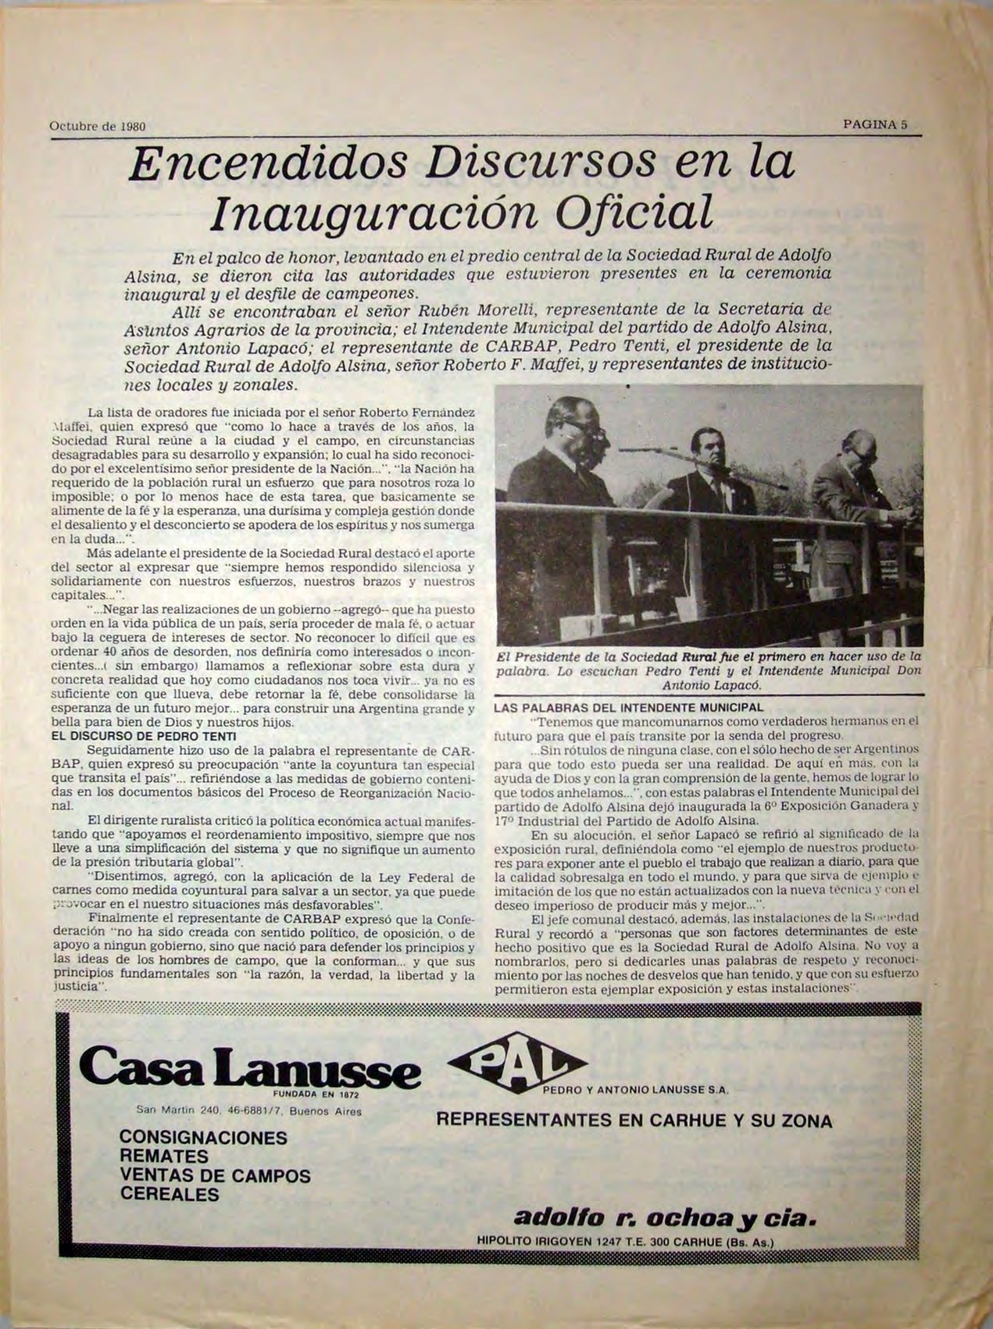 Octubre de 1980
PAGINA 5
Encendidos Discursos en la
Inauguración Oficial
En el palco de honor, levantado en el predio central de la Sociedad Rural de Adolfo
Alsina, se dieron cita las autoridades que estuvieron presentes en la ceremonia
inaugural y el desfile de campeones.
Allí se encontraban el señor Rubén Morelli, representante de la Secretaría de
Asuntos Agrarios de la provincia; el Intendente Municipal del partido de Adolfo Alsina,
señor Antonio Lapacó; el representante de CARBAP, Pedro Tenti, el presidente de la
Sociedad Rural de Adolfo Alsina, señor Roberto F. Maffei, y representantes de institucio-
nes locales y zonales.
La lista de oradores fue iniciada por el señor Roberto Fernández
Maffei, quien expresó que "como lo hace a través de los años, la
Sociedad Rural reúne a la ciudad y el campo, en circunstancias
desagradables para su desarrollo y expansión; lo cual ha sido reconoci-
do por el excelentísimo señor presidente de la Nación...", "la Nación ha
requerido de la población rural un esfuerzo que para nosotros roza lo
imposible; o por lo menos hace de esta tarea, que basicamente se
alimente de la fé y la esperanza, una durísima y compleja gestión donde
el desaliento y el desconcierto se apodera de los espíritus y nos sumerga
en la duda...".
Más adelante el presidente de la Sociedad Rural destacó el aporte
del sector al expresar que "siempre hemos respondido silenciosa y
solidariamente con nuestros esfuerzos, nuestros brazos y nuestros
capitales...".
"...Negar las realizaciones de un gobierno --agregó-- que ha puesto
orden en la vida pública de un país, sería proceder de mala fé, o actuar
bajo la ceguera de intereses de sector. No reconocer lo difícil que es
ordenar 40 años de desorden, nos definiría como interesados o incon-
cientes...( sin embargo) llamamos a reflexionar sobre esta dura y
concreta realidad que hoy como ciudadanos nos toca vivir... ya no es
suficiente con que llueva, debe retornar la fé, debe consolidarse la
esperanza de un futuro mejor... para construir una Argentina grande y
bella para bien de Dios y nuestros hijos.
EL DISCURSO DE PEDRO TENTI
Seguidamente hizo uso de la palabra el representante de CAR-
BAP, quien expresó su preocupación "ante la coyuntura tan especial
que transita el país"... refiriéndose a las medidas de gobierno conteni-
das en los documentos básicos del Proceso de Reorganización Nacio-
nal.
El dirigente ruralista criticó la política económica actual manifes-
tando que "apoyamos el reordenamiento impositivo, siempre que nos
lleve a una simplificación del sistema y que no signifique un aumento
de la presión tributaria global".
"Disentimos, agregó, con la aplicación de la Ley Federal de
carnes como medida coyuntural para salvar a un sector, ya que puede
provocar en el nuestro situaciones más desfavorables".
Finalmente el representante de CARBAP expresó que la Confe-
deración "no ha sido creada con sentido político, de oposición, o de
apoyo a ningun gobierno, sino que nació para defender los principios y
las ideas de los hombres de campo, que la conforman... y que sus
principios fundamentales son "la razón, la verdad, la libertad y la
justicia".
El Presidente de la Sociedad Rural fue el primero en hacer uso de la
palabra. Lo escuchan Pedro Tenti y el Intendente Municipal Don
Antonio Lapacó.
LAS PALABRAS DEL INTENDENTE MUNICIPAL
"Tenemos que mancomunarnos como verdaderos hermanos en el
futuro para que el país transite por la senda del progreso.
...Sin rótulos de ninguna clase, con el sólo hecho de ser Argentinos
para que todo esto pueda ser una realidad. De aquí en más, con la
ayuda de Dios y con la gran comprensión de la gente, hemos de lograr lo
que todos anhelamos...", con estas palabras el Intendente Municipal del
partido de Adolfo Alsina dejó inaugurada la 6º Exposición Ganadera y
17º Industrial del Partido de Adolfo Alsina.
En su alocución, el señor Lapacó se refirió al significado de la
exposición rural, definiéndola como "el ejemplo de nuestros producto-
res para exponer ante el pueblo el trabajo que realizan a diario, para que
la calidad sobresalga en todo el mundo, y para que sirva de ejemplo e
imitación de los que no están actualizados con la nueva técnica y con el
deseo imperioso de producir más y mejor...".
El jefe comunal destacó, además, las instalaciones de la Sociedad
Rural y recordó a "personas que son factores determinantes de este
hecho positivo que es la Sociedad Rural de Adolfo Alsina. No voy a
nombrarlos, pero si dedicarles unas palabras de respeto y reconoci-
miento por las noches de desvelos que han tenido, y que con su esfuerzo
permitieron esta ejemplar exposición y estas instalaciones"
Casa Lanusse
FUNDADA EN 1872
San Martín 240, 46-6881/7, Buenos Aires
CONSIGNACIONES
REMATES
VENTAS DE CAMPOS
CEREALES
PAL
PEDRO Y ANTONIO LANUSSE S.A.
REPRESENTANTES EN CARHUE Y SU ZONA
adolfo r. ochoa y cia.
HIPOLITO IRIGOYEN 1247 T.E. 300 CARHUE (Bs. As.)